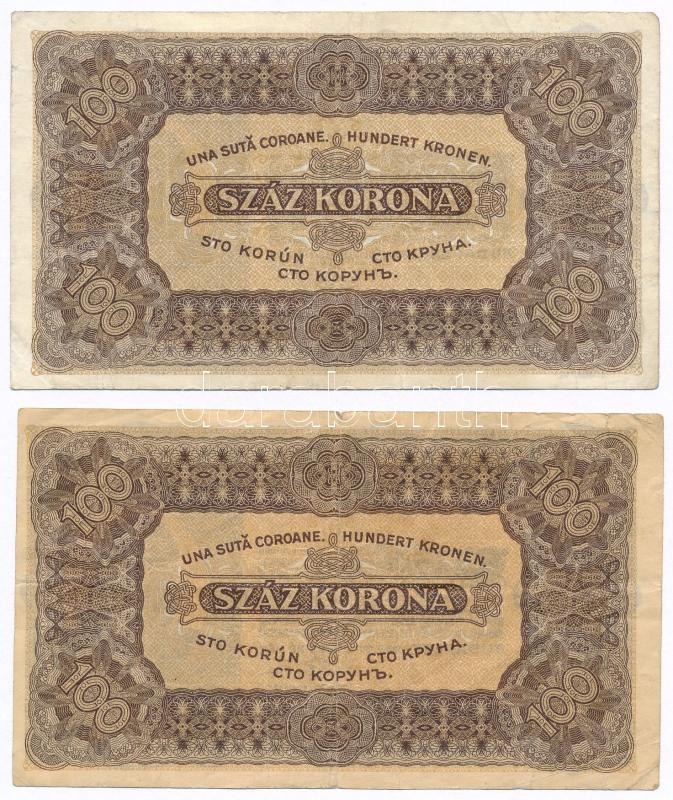 100 100
UNA SUTĂ COROANE. HUNDERT KRONEN.
SZÁZ KORONA
STO KORÚN СТО КРУНА.
СТО КОРУНЪ.
100 100
darabanth
100 100
UNA SUTĂ COROANE. HUNDERT KRONEN.
SZÁZ KORONA
STO KORÚN СТО КРУНА.
СТО КОРУНЪ.
100 100